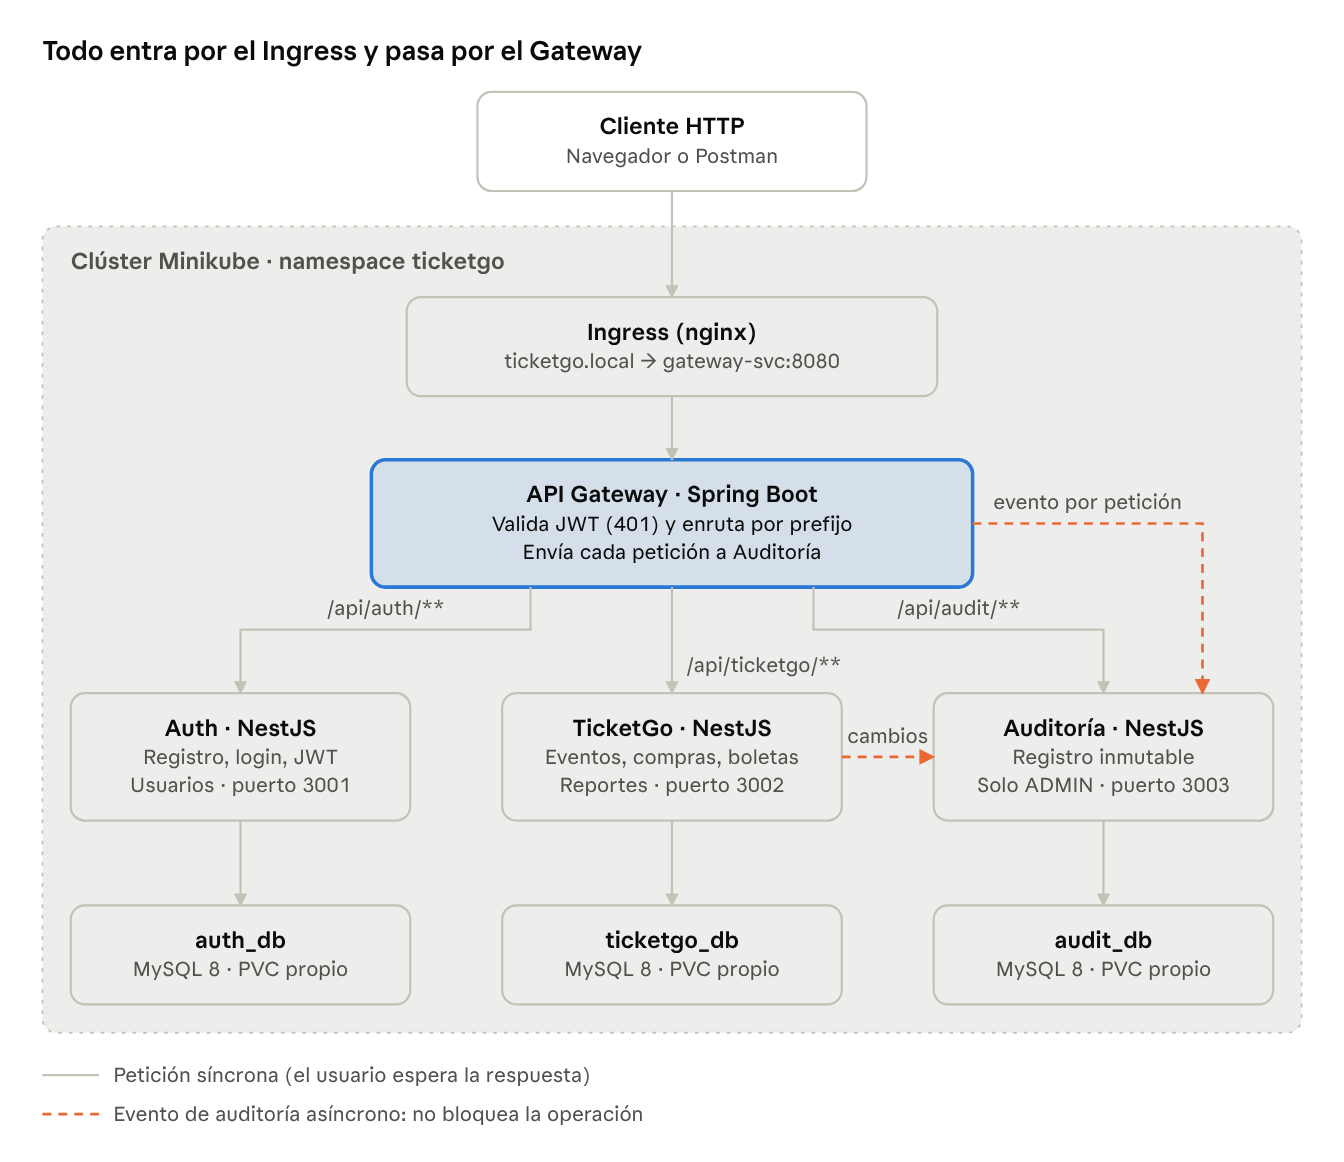 Todo entra por el Ingress y pasa por el Gateway
Cliente HTTP
Navegador o Postman
Clúster Minikube · namespace ticketgo
Ingress (nginx)
ticketgo.local → gateway-svc:8080
API Gateway · Spring Boot
Valida JWT (401) y enruta por prefijo
Envía cada petición a Auditoría
evento por petición
/api/auth/**
/api/audit/**
/api/ticketgo/**
Auth · NestJS
Registro, login, JWT
Usuarios · puerto 3001
TicketGo · NestJS
Eventos, compras, boletas
Reportes · puerto 3002
cambios
Auditoría · NestJS
Registro inmutable
Solo ADMIN · puerto 3003
auth_db
MySQL 8 · PVC propio
ticketgo_db
MySQL 8 · PVC propio
audit_db
MySQL 8 · PVC propio
Petición síncrona (el usuario espera la respuesta)
Evento de auditoría asíncrono: no bloquea la operación